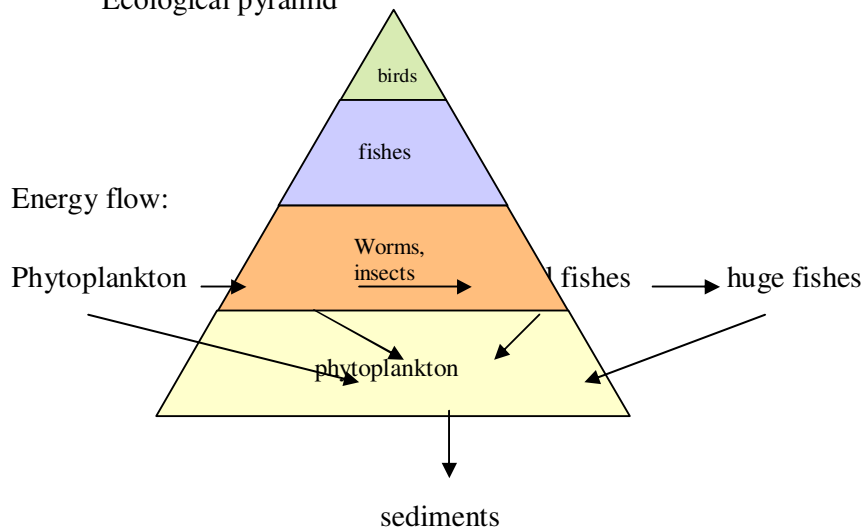 Ecological pyramid
birds
fishes
Energy flow:
Worms,
insects
Phytoplankton
fishes
huge fishes
phytoplankton
sediments